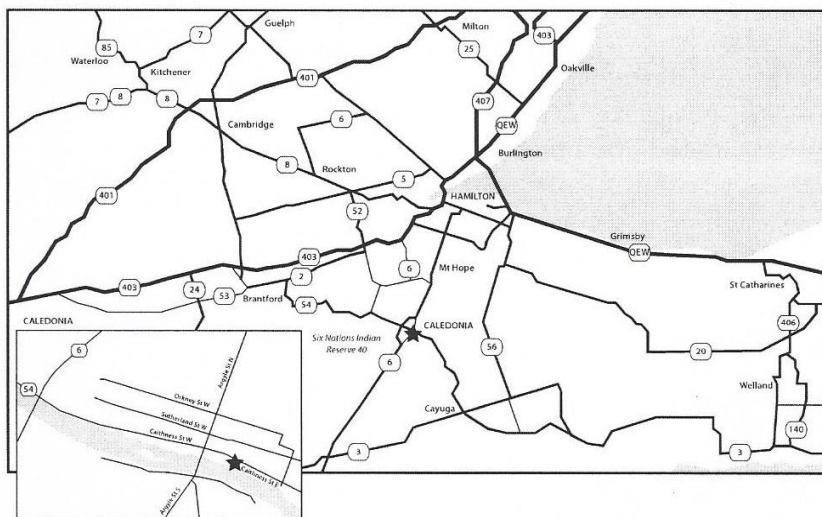 Guelph
Milton
7
403
85
25
Waterloo
Oakville
Kitchener
401
407
7
8
8
QEW
Cambridge
6
Burlington
8
Rockton
401
5
HAMILTON
52
Grimsby
403
QEW
2
6
Mt Hope
St Catharines
403
24
53
Brantford
54
406
CALEDONIA
Six Nations Indian
Reserve 40
CALEDONIA
6
56
20
6
Argyle St N
54
Orkney St W
Welland
Sutherland St W
Cayuga
Caithness St W
140
3
3
Caithness St E
Argyle St S